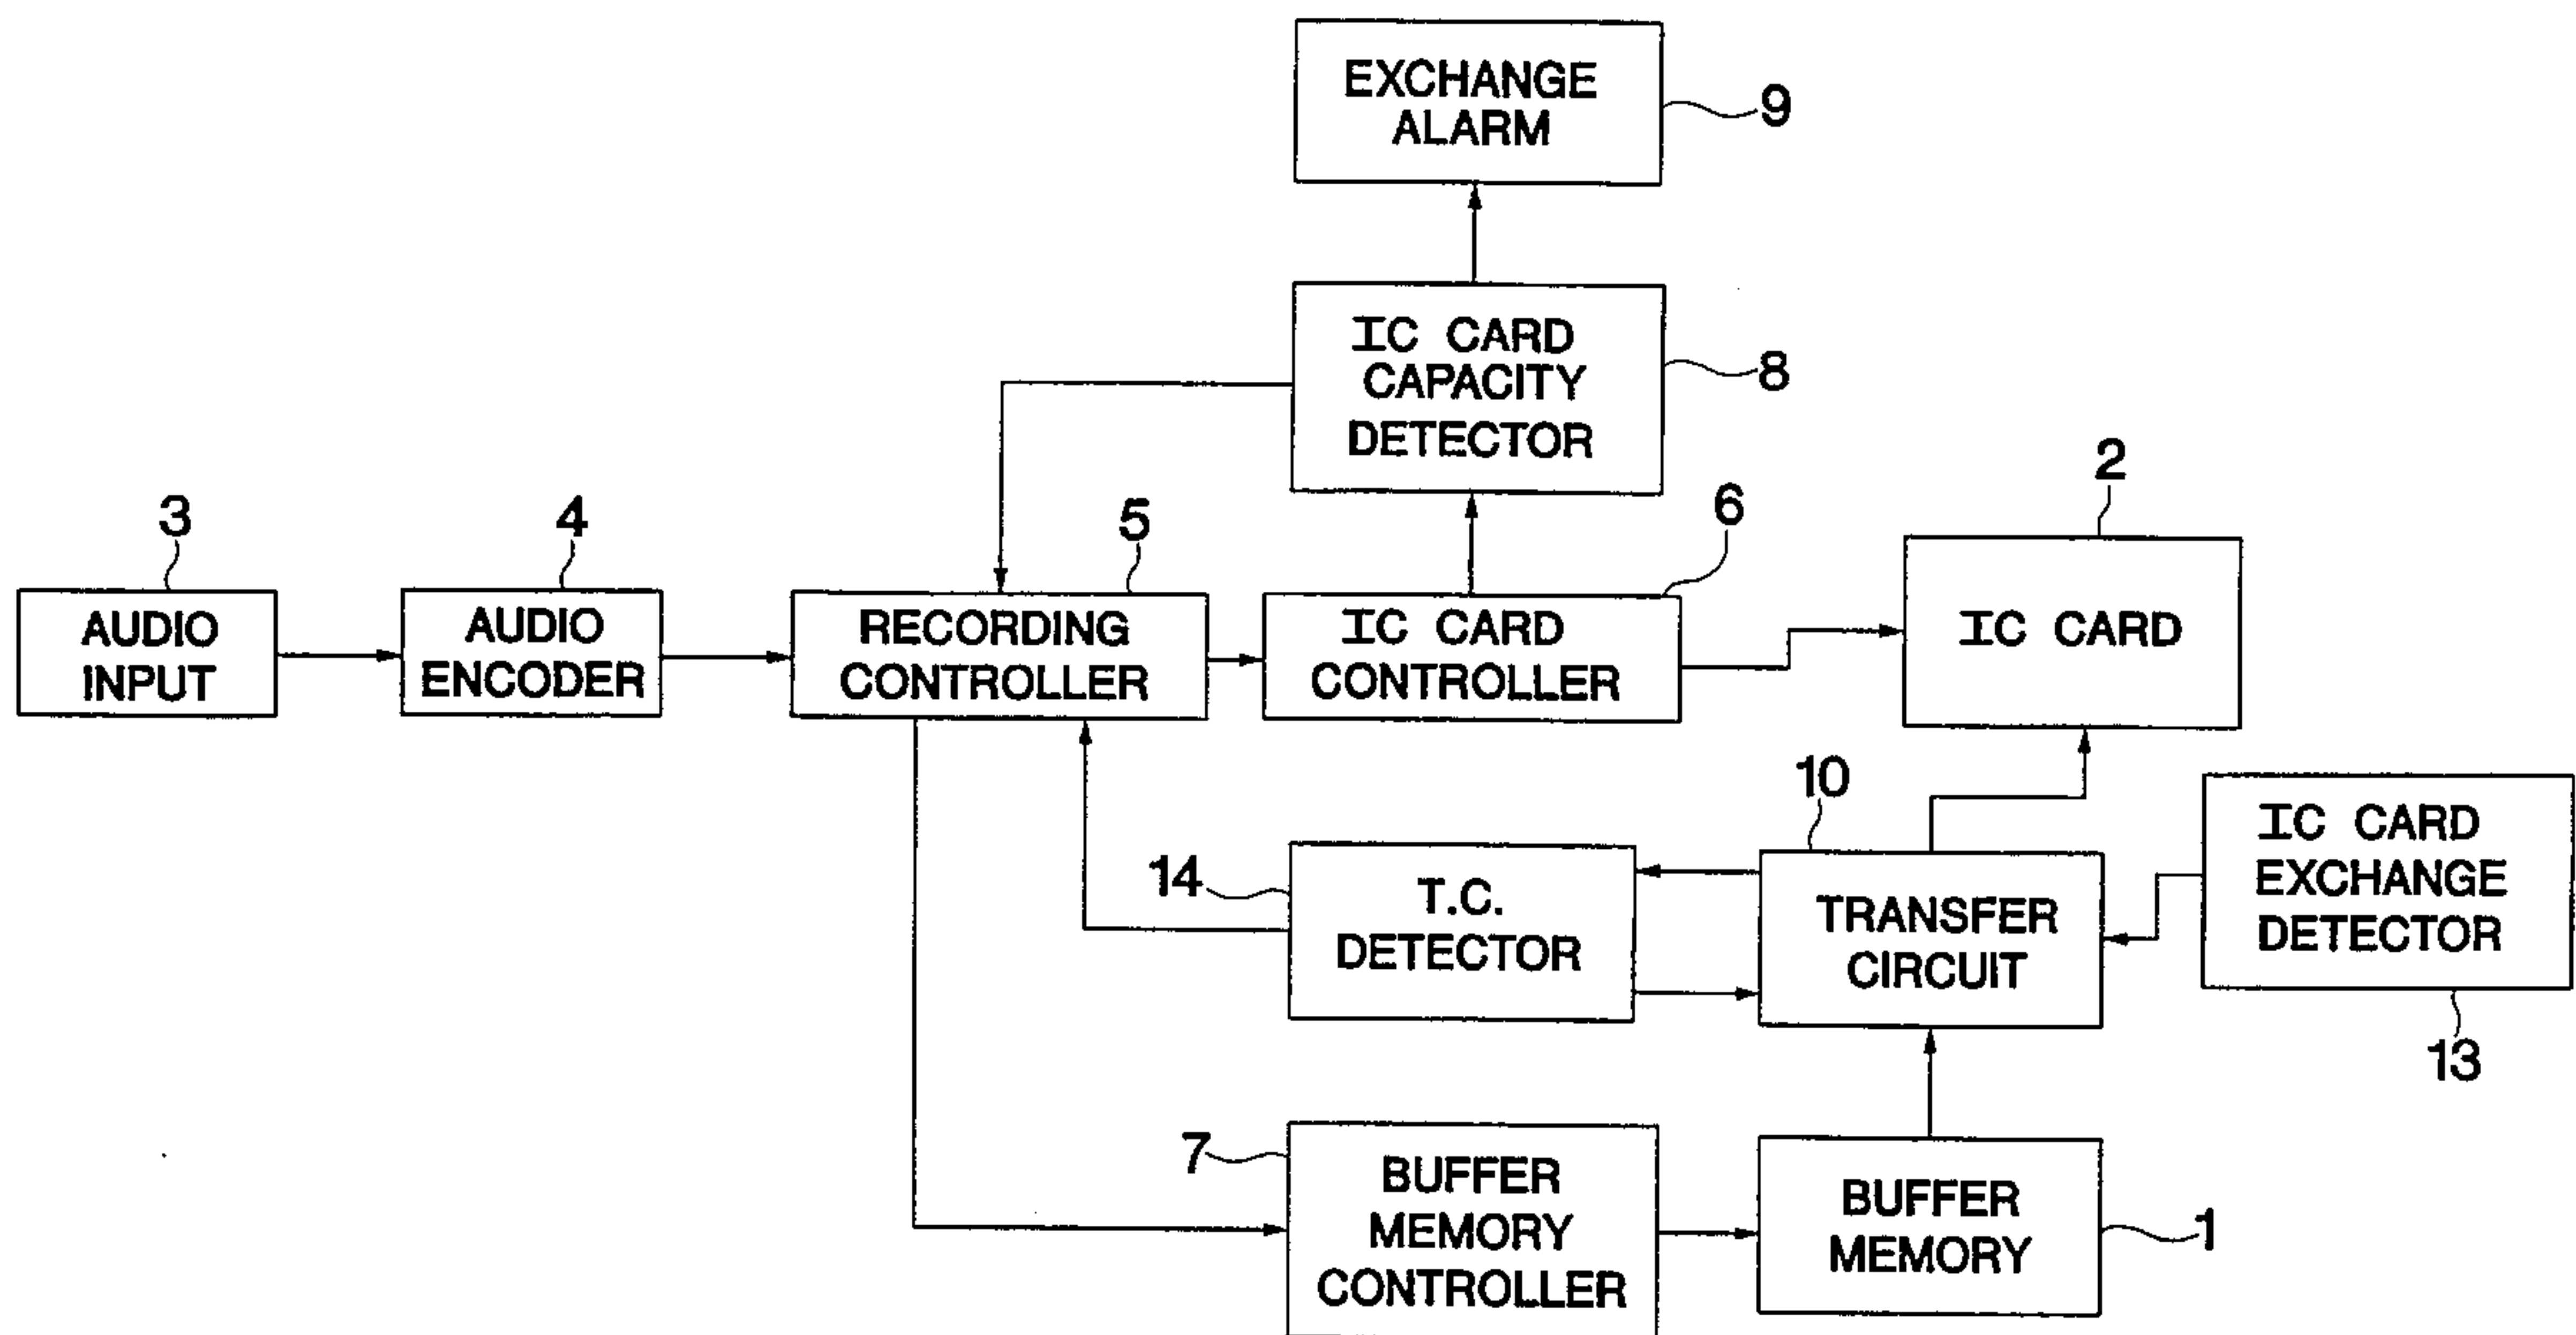 EXCHANGE
ALARM
9
IC CARD
CAPACITY
DETECTOR
8
3
AUDIO
INPUT
4
AUDIO
ENCODER
5
RECORDING
CONTROLLER
6
IC CARD
CONTROLLER
2
IC CARD
14
T.C.
DETECTOR
10
TRANSFER
CIRCUIT
IC CARD
EXCHANGE
DETECTOR
13
7
BUFFER
MEMORY
CONTROLLER
BUFFER
MEMORY
1